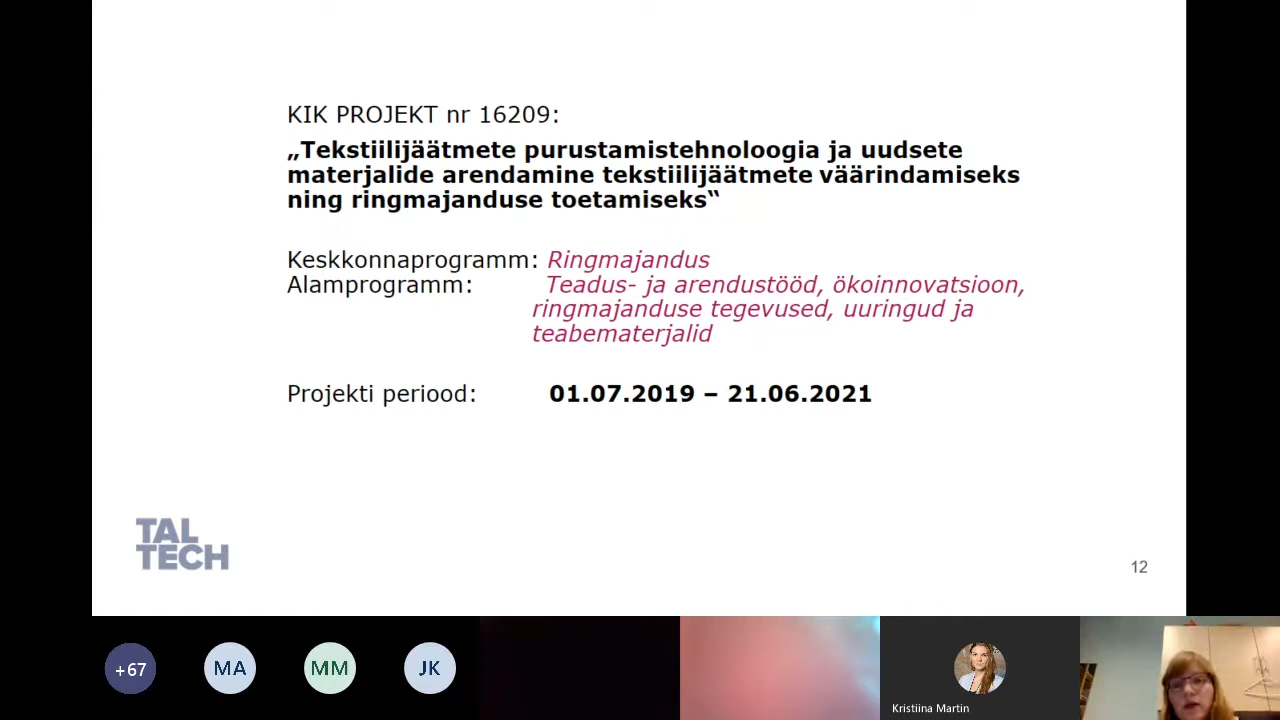 KIK PROJEKT nr 16209:
„Tekstiilijäätmete purustamistehnoloogia ja uudsete
materjalide arendamine tekstiilijäätmete väärindamiseks
ning ringmajanduse toetamiseks“
Keskkonnaprogramm: Ringmajandus
Alamprogramm: Teadus- ja arendustööd, ökoinnovatsioon,
ringmajanduse tegevused, uuringud ja
teabematerjalid
Projekti periood: 01.07.2019 – 21.06.2021
TAL
TECH
12
+67
MA
MM
JK
Kristiina Martin